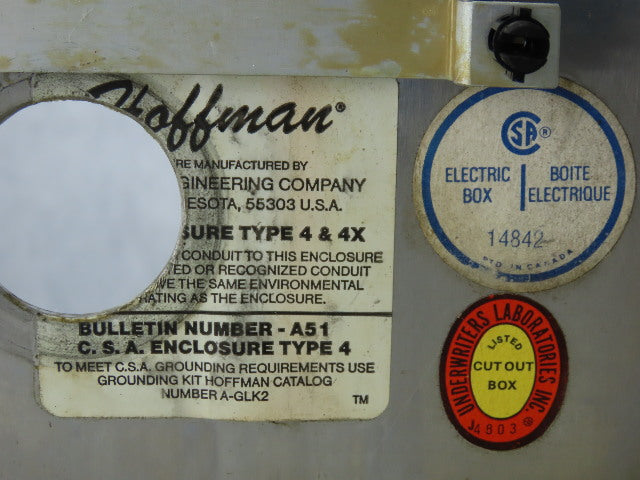 Hoffman®
RE MANUFACTURED BY
GINEERING COMPANY
ESOTA, 55303 U.S.A.
SURE TYPE 4 & 4X
CONDUIT TO THIS ENCLOSURE
TED OR RECOGNIZED CONDUIT
VE THE SAME ENVIRONMENTAL
RATING AS THE ENCLOSURE.
BULLETIN NUMBER - A51
C. S. A. ENCLOSURE TYPE 4
TO MEET C.S.A. GROUNDING REQUIREMENTS USE
GROUNDING KIT HOFFMAN CATALOG
NUMBER A-GLK2
TM
SA ®
ELECTRIC BOX
BOITE ELECTRIQUE
14842
PTD IN CANADA
UNDERWRITERS LABORATORIES INC.
LISTED
CUT OUT
BOX
4803